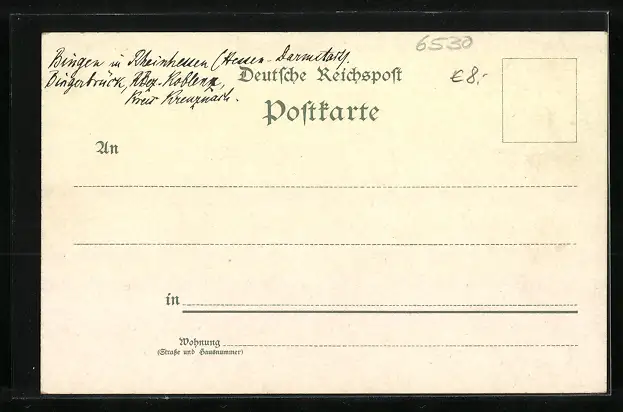 Bingen in Rheinhessen (Hessen-Darmstadt).
Bingerbrück, RBez. Koblenz,
Kreis Kreuznach.
6530
€ 8,-
Deutsche Reichspost
Postkarte
An
in
Wohnung
(Straße und Hausnummer)